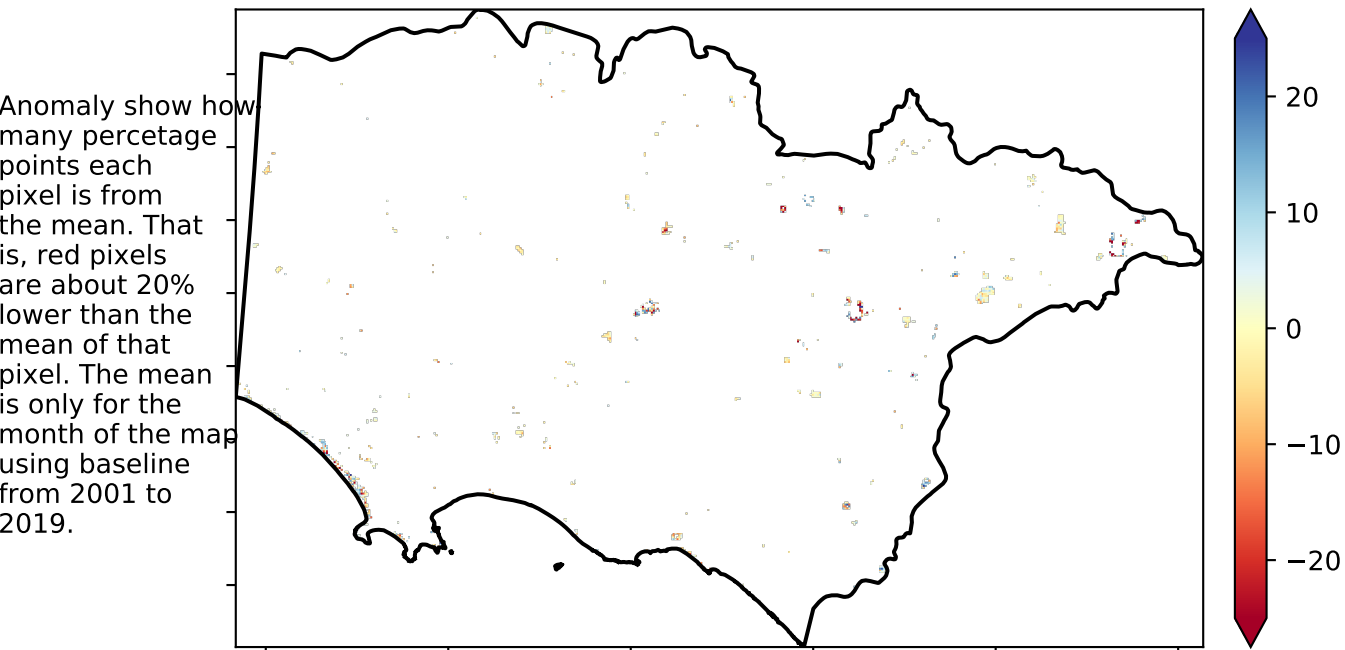 Anomaly show how
many percetage
points each
pixel is from
the mean. That
is, red pixels
are about 20%
lower than the
mean of that
pixel. The mean
is only for the
month of the map
using baseline
from 2001 to
2019.
20
10
0
−10
−20